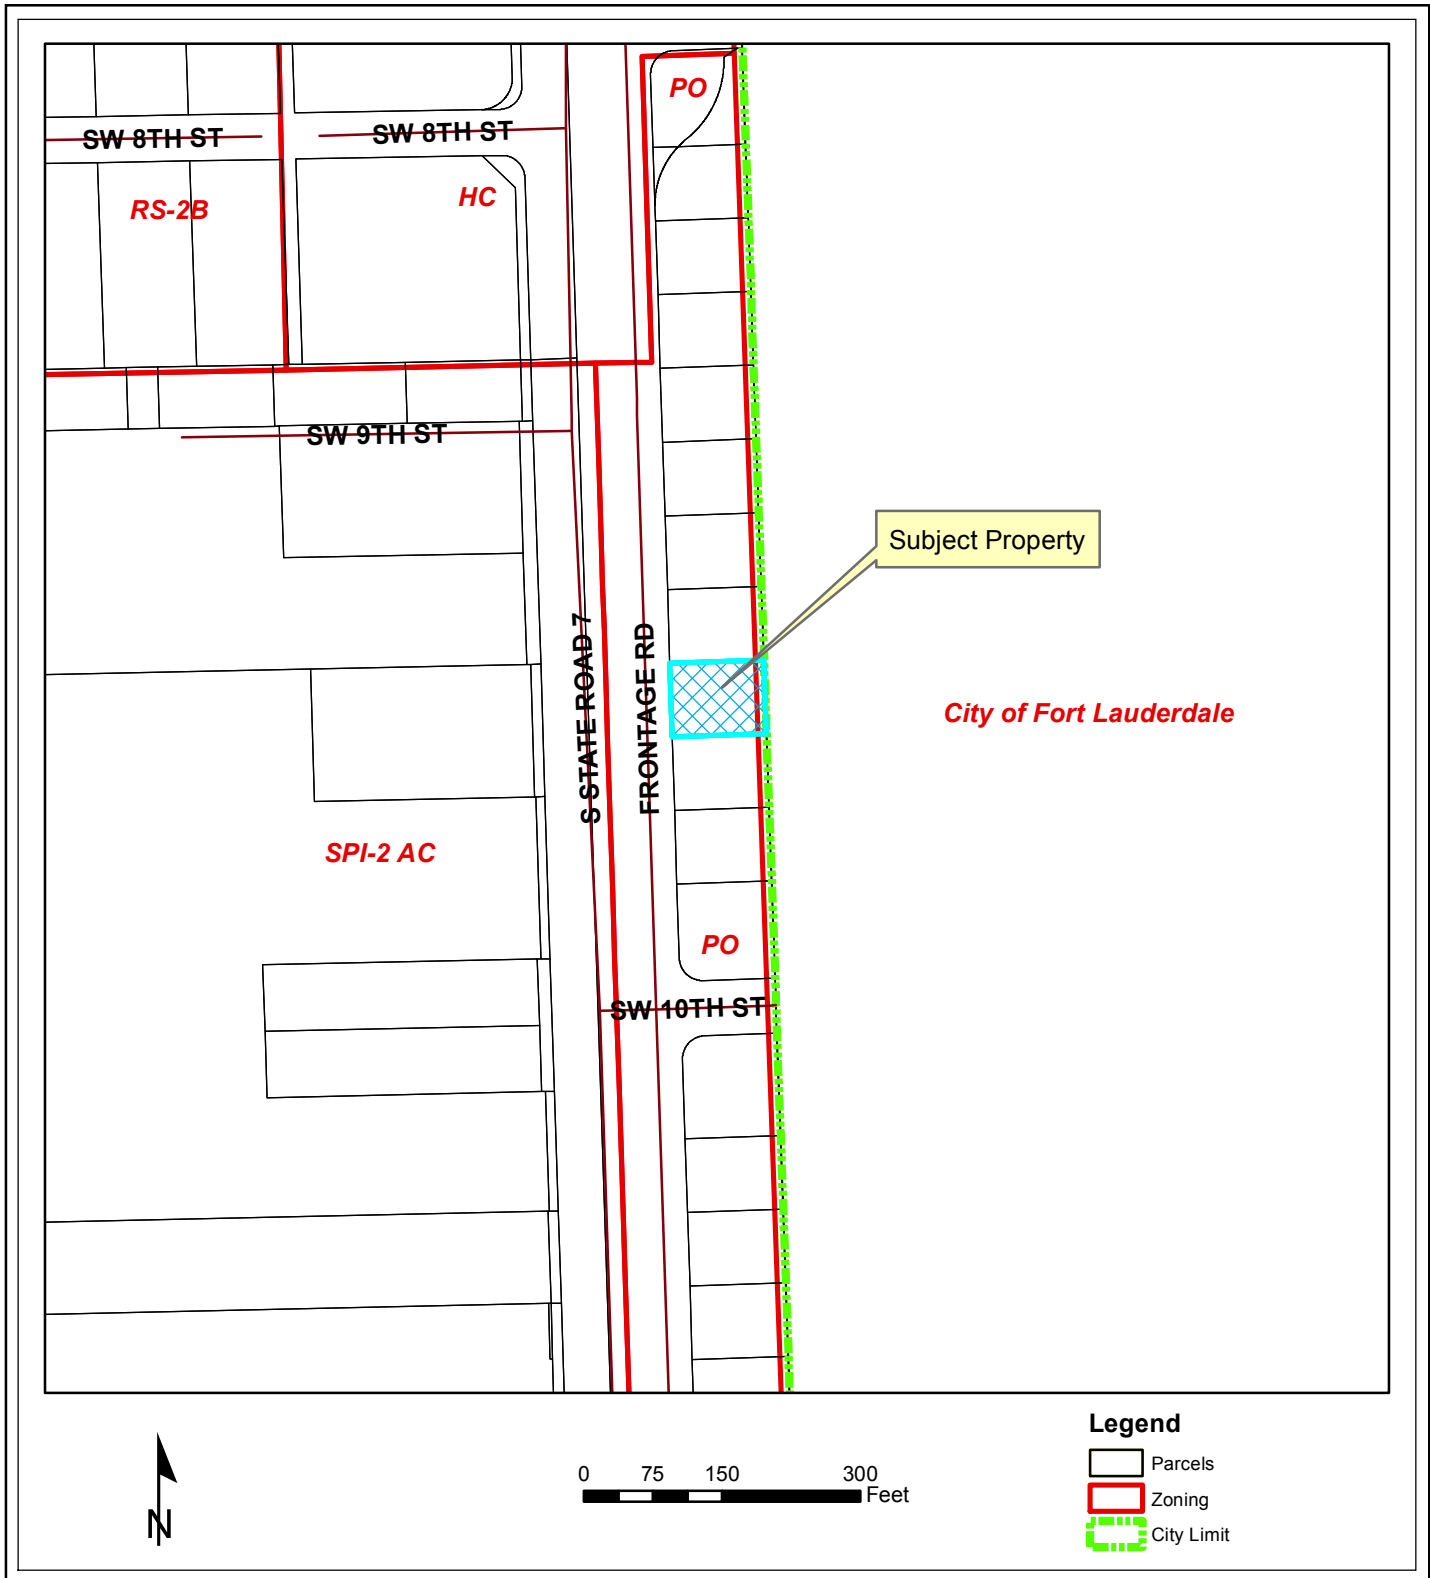 PO
SW 8TH ST
SW 8TH ST
RS-2B
HC
SW 9TH ST
Subject Property
S STATE ROAD 7
FRONTAGE RD
City of Fort Lauderdale
SPI-2 AC
PO
SW 10TH ST
N
0 75 150 300
Feet
Legend
Parcels
Zoning
City Limit